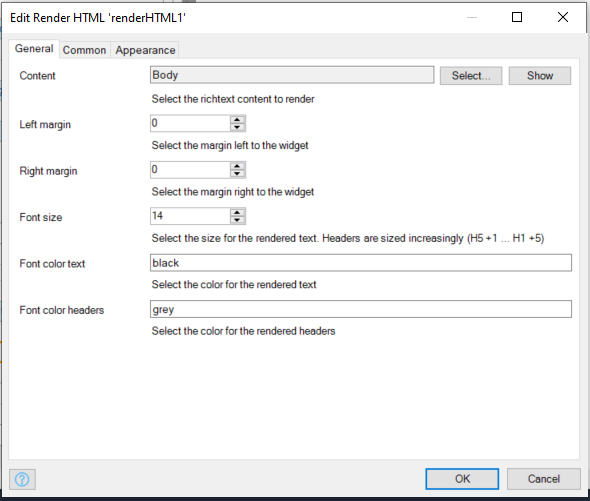 Edit Render HTML 'renderHTML1'
General Common Appearance
Content Body Select... Show
Select the richtext content to render
Left margin 0
Select the margin left to the widget
Right margin 0
Select the margin right to the widget
Font size 14
Select the size for the rendered text. Headers are sized increasingly (H5 +1 ... H1 +5)
Font color text black
Select the color for the rendered text
Font color headers grey
Select the color for the rendered headers
? OK Cancel